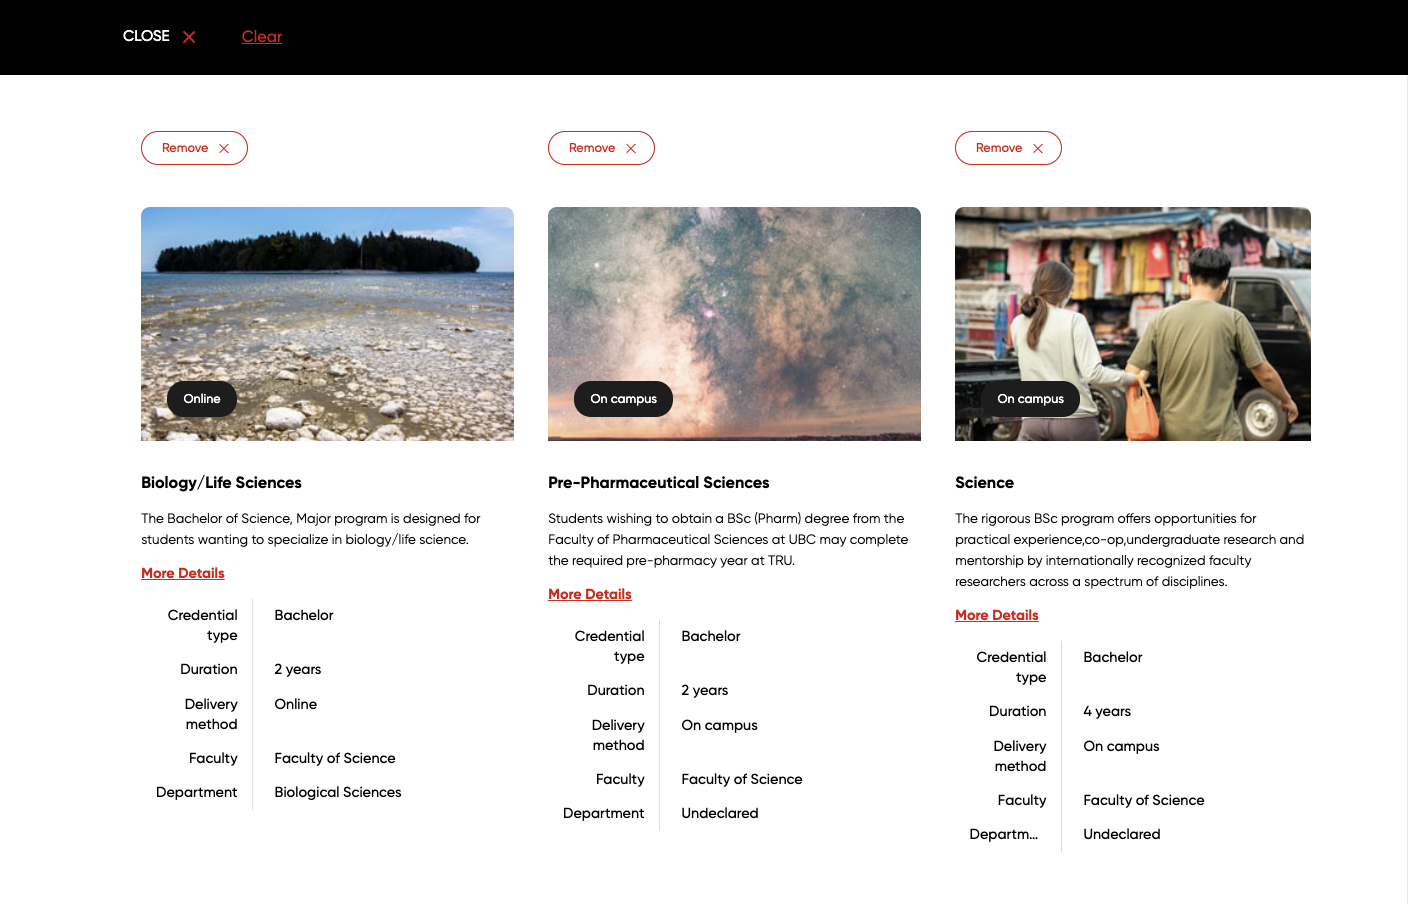 CLOSE
Clear
Remove
Remove
Remove
Online
On campus
On campus
Biology/Life Sciences
The Bachelor of Science, Major program is designed for
students wanting to specialize in biology/life science.
More Details
Credential
type
Bachelor
Duration
2 years
Delivery
method
Online
Faculty
Faculty of Science
Department
Biological Sciences
Pre-Pharmaceutical Sciences
Students wishing to obtain a BSc (Pharm) degree from the
Faculty of Pharmaceutical Sciences at UBC may complete
the required pre-pharmacy year at TRU.
More Details
Credential
type
Bachelor
Duration
2 years
Delivery
method
On campus
Faculty
Faculty of Science
Department
Undeclared
Science
The rigorous BSc program offers opportunities for
practical experience,co-op,undergraduate research and
mentorship by internationally recognized faculty
researchers across a spectrum of disciplines.
More Details
Credential
type
Bachelor
Duration
4 years
Delivery
method
On campus
Faculty
Faculty of Science
Departm...
Undeclared